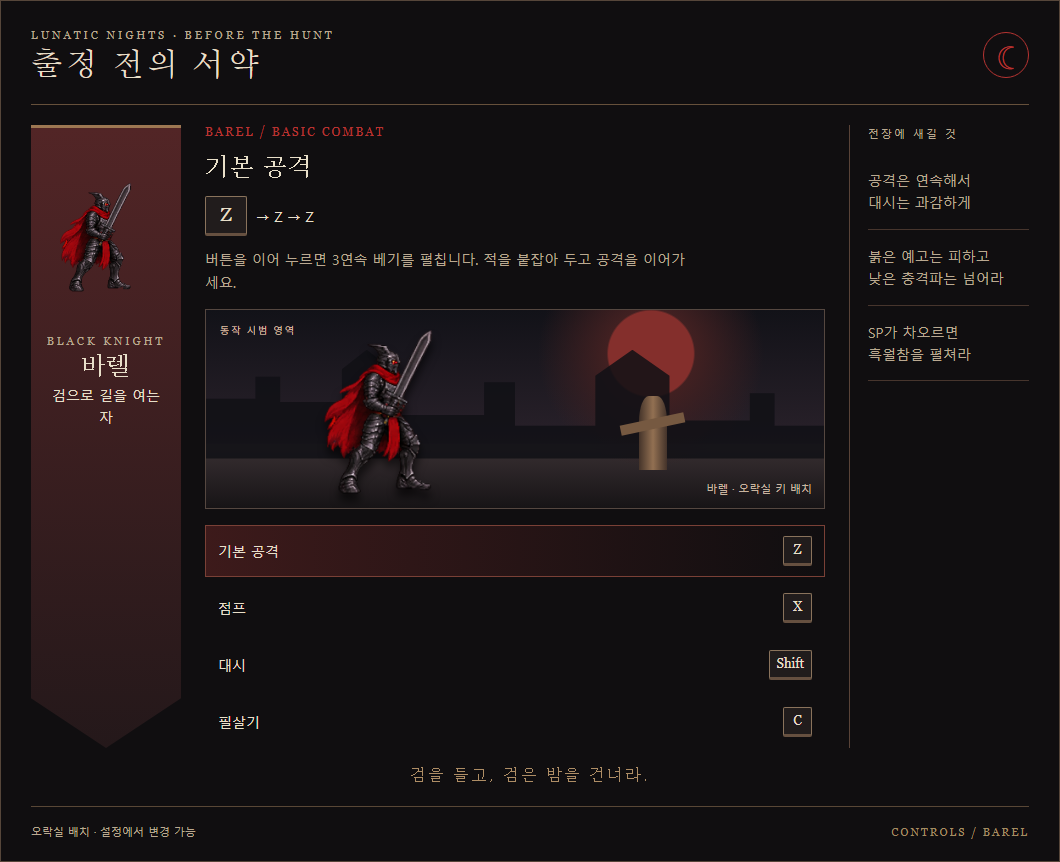 LUNATIC NIGHTS · BEFORE THE HUNT
출정 전의 서약
BLACK KNIGHT
바렐
검으로 길을 여는
자
BAREL / BASIC COMBAT
기본 공격
Z → Z → Z
버튼을 이어 누르면 3연속 베기를 펼칩니다. 적을 붙잡아 두고 공격을 이어가
세요.
동작 시범 영역
바렐 · 오락실 키 배치
기본 공격 Z
점프 X
대시 Shift
필살기 C
전장에 새길 것
공격은 연속해서
대시는 과감하게
붉은 예고는 피하고
낮은 충격파는 넘어라
SP가 차오르면
흑월참을 펼쳐라
검을 들고, 검은 밤을 건너라.
오락실 배치 · 설정에서 변경 가능
CONTROLS / BAREL